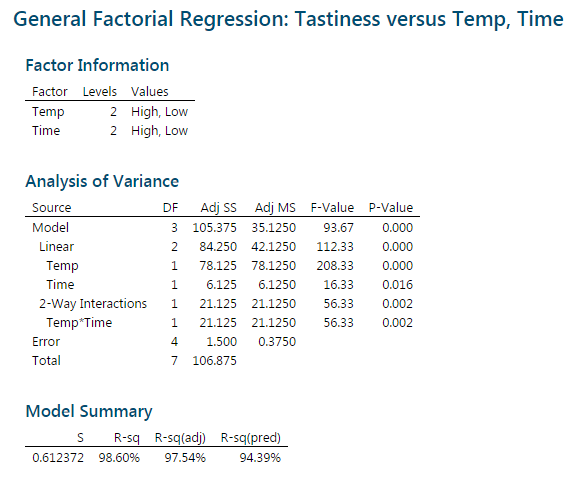 General Factorial Regression: Tastiness versus Temp, Time
Factor Information
Factor Levels Values
Temp 2 High, Low
Time 2 High, Low
Analysis of Variance
Source DF Adj SS Adj MS F-Value P-Value
Model 3 105.375 35.1250 93.67 0.000
Linear 2 84.250 42.1250 112.33 0.000
Temp 1 78.125 78.1250 208.33 0.000
Time 1 6.125 6.1250 16.33 0.016
2-Way Interactions 1 21.125 21.1250 56.33 0.002
Temp*Time 1 21.125 21.1250 56.33 0.002
Error 4 1.500 0.3750
Total 7 106.875
Model Summary
S R-sq R-sq(adj) R-sq(pred)
0.612372 98.60% 97.54% 94.39%